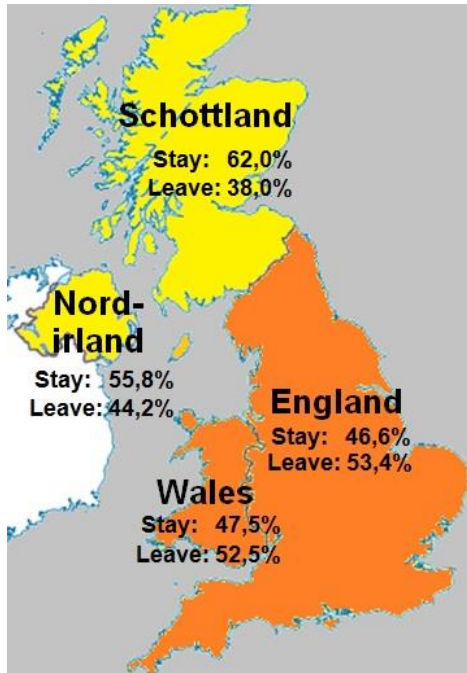 Schottland
Stay: 62,0%
Leave: 38,0%
Nord-
irland
Stay: 55,8%
Leave: 44,2%
England
Stay: 46,6%
Leave: 53,4%
Wales
Stay: 47,5%
Leave: 52,5%